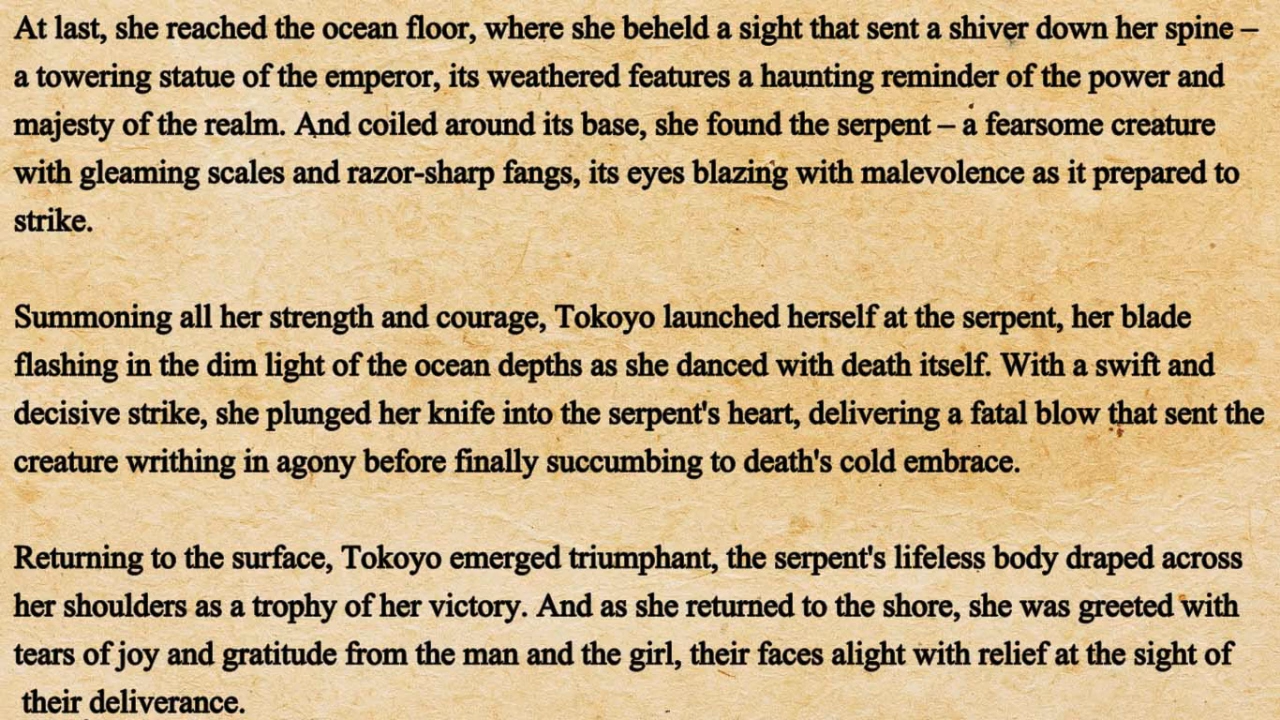 At last, she reached the ocean floor, where she beheld a sight that sent a shiver down her spine –
a towering statue of the emperor, its weathered features a haunting reminder of the power and
majesty of the realm. And coiled around its base, she found the serpent – a fearsome creature
with gleaming scales and razor-sharp fangs, its eyes blazing with malevolence as it prepared to
strike.
Summoning all her strength and courage, Tokoyo launched herself at the serpent, her blade
flashing in the dim light of the ocean depths as she danced with death itself. With a swift and
decisive strike, she plunged her knife into the serpent's heart, delivering a fatal blow that sent the
creature writhing in agony before finally succumbing to death's cold embrace.
Returning to the surface, Tokoyo emerged triumphant, the serpent's lifeless body draped across
her shoulders as a trophy of her victory. And as she returned to the shore, she was greeted with
tears of joy and gratitude from the man and the girl, their faces alight with relief at the sight of
their deliverance.